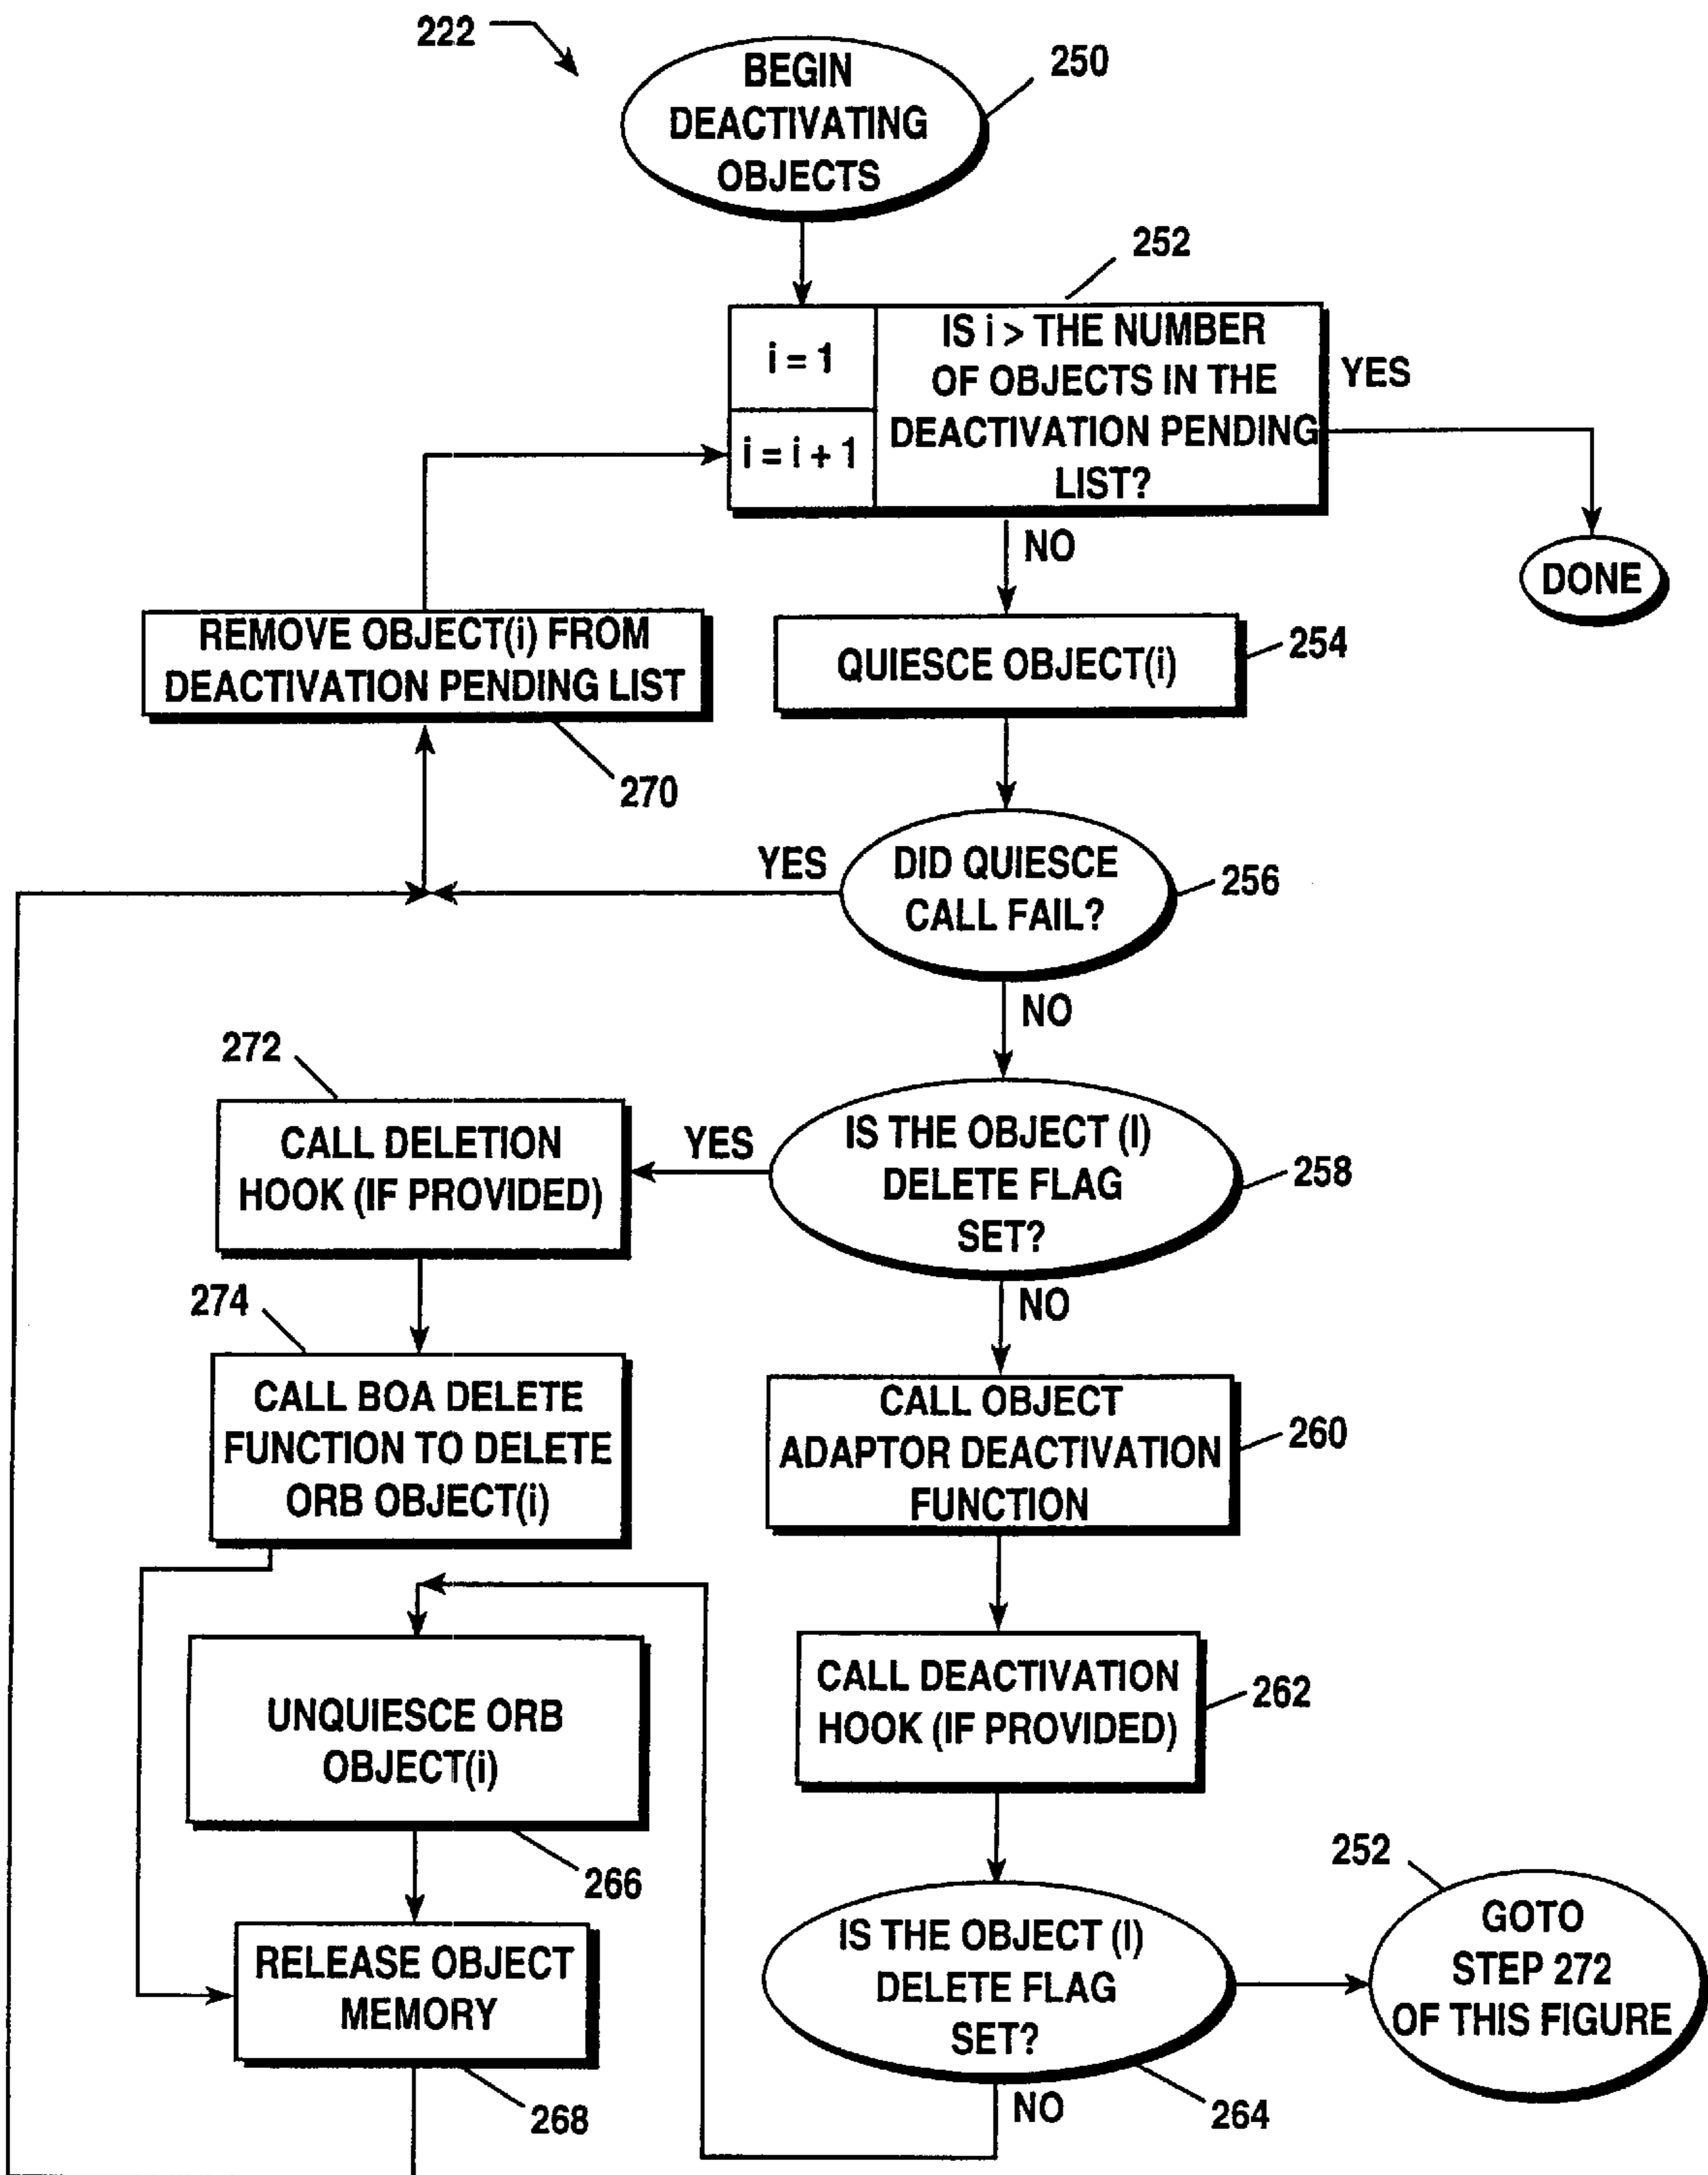 222
BEGIN
DEACTIVATING
OBJECTS
250
252
i = 1
i = i + 1
IS i > THE NUMBER
OF OBJECTS IN THE
DEACTIVATION PENDING
LIST?
YES
NO
DONE
REMOVE OBJECT(i) FROM
DEACTIVATION PENDING LIST
270
QUIESCE OBJECT(i)
254
YES
DID QUIESCE
CALL FAIL?
256
NO
272
CALL DELETION
HOOK (IF PROVIDED)
YES
IS THE OBJECT (I)
DELETE FLAG
SET?
258
NO
274
CALL BOA DELETE
FUNCTION TO DELETE
ORB OBJECT(i)
CALL OBJECT
ADAPTOR DEACTIVATION
FUNCTION
260
UNQUIESCE ORB
OBJECT(i)
266
CALL DEACTIVATION
HOOK (IF PROVIDED)
262
RELEASE OBJECT
MEMORY
268
IS THE OBJECT (I)
DELETE FLAG
SET?
264
NO
252
GOTO
STEP 272
OF THIS FIGURE